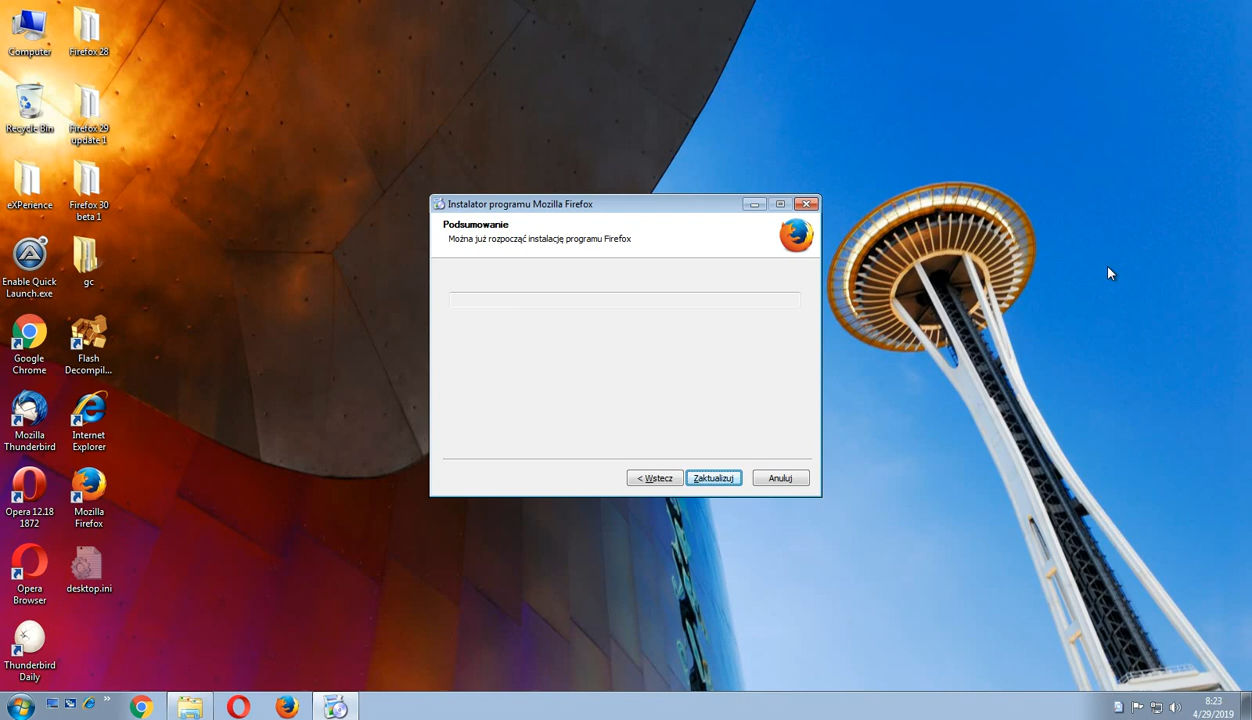 Computer
Firefox 28
Recycle Bin
Firefox 29
update 1
eXPerience
Firefox 30
beta 1
Enable Quick
Launch.exe
gc
Google
Chrome
Flash
Decompil...
Mozilla
Thunderbird
Internet
Explorer
Opera 12.18
1872
Mozilla
Firefox
Opera
Browser
desktop.ini
Thunderbird
Daily
Instalator programu Mozilla Firefox
Podsumowanie
Można już rozpocząć instalację programu Firefox
< Wstecz
Zaktualizuj
Anuluj
»
8:23
4/29/2019